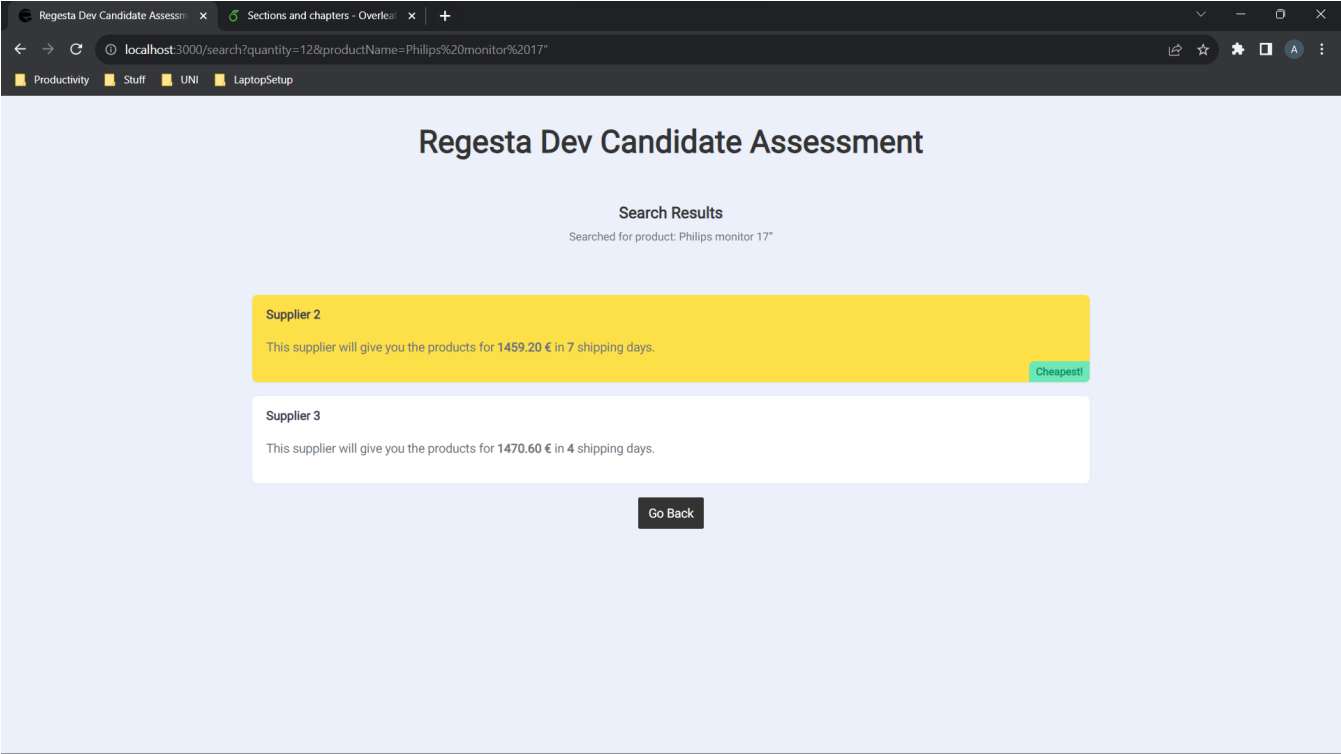 Regesta Dev Candidate Assessm
Sections and chapters - Overleaf
localhost:3000/search?quantity=12&productName=Philips%20monitor%2017"
A
Productivity
Stuff
UNI
LaptopSetup
Regesta Dev Candidate Assessment
Search Results
Searched for product: Philips monitor 17"
Supplier 2
This supplier will give you the products for 1459.20 € in 7 shipping days.
Cheapest!
Supplier 3
This supplier will give you the products for 1470.60 € in 4 shipping days.
Go Back